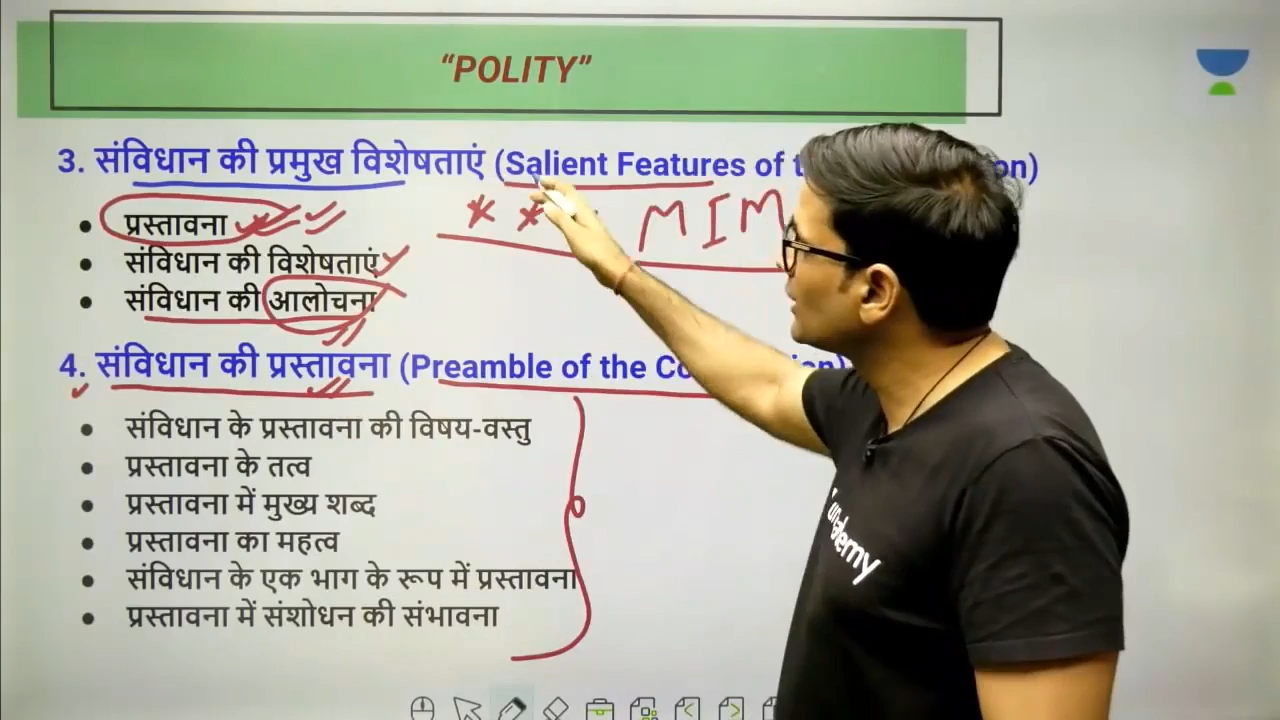 “POLITY”
3. संविधान की प्रमुख विशेषताएं (Salient Features of
प्रस्तावना
* * MIM
संविधान की विशेषताएं
संविधान की आलोचना
4. संविधान की प्रस्तावना (Preamble of the
संविधान के प्रस्तावना की विषय-वस्तु
प्रस्तावना के तत्व
प्रस्तावना में मुख्य शब्द
प्रस्तावना का महत्व
संविधान के एक भाग के रूप में प्रस्तावना
प्रस्तावना में संशोधन की संभावना